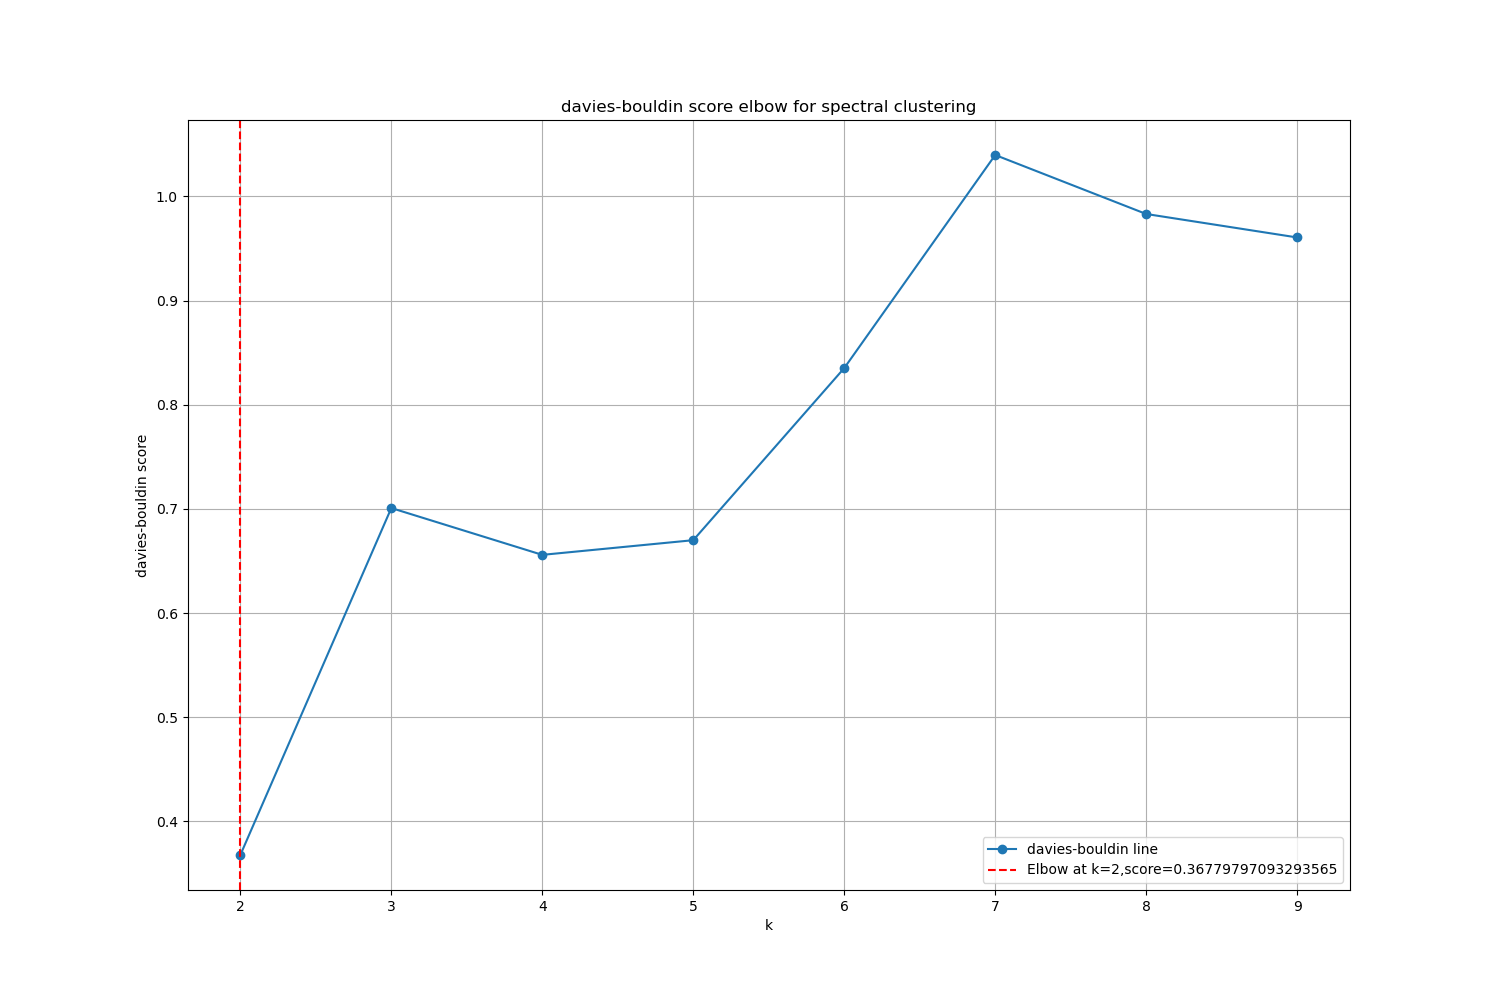 davies-bouldin score elbow for spectral clustering
davies-bouldin score
1.0
0.9
0.8
0.7
0.6
0.5
0.4
2 3 4 5 6 7 8 9
k
davies-bouldin line
Elbow at k=2,score=0.36779797093293565